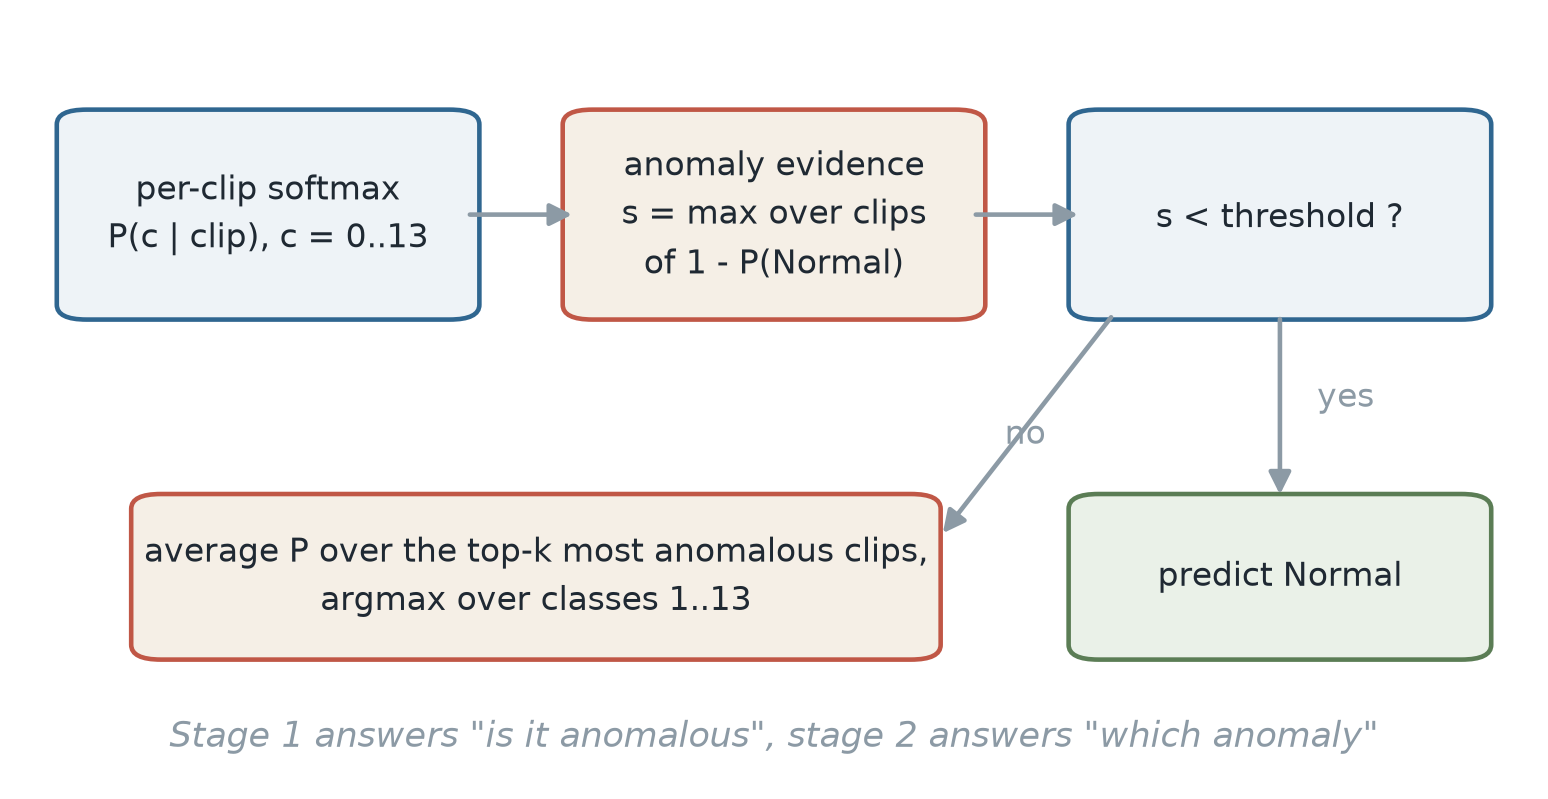 per-clip softmax
P(c | clip), c = 0..13
anomaly evidence
s = max over clips
of 1 - P(Normal)
s < threshold ?
no
yes
average P over the top-k most anomalous clips,
argmax over classes 1..13
predict Normal
Stage 1 answers "is it anomalous", stage 2 answers "which anomaly"